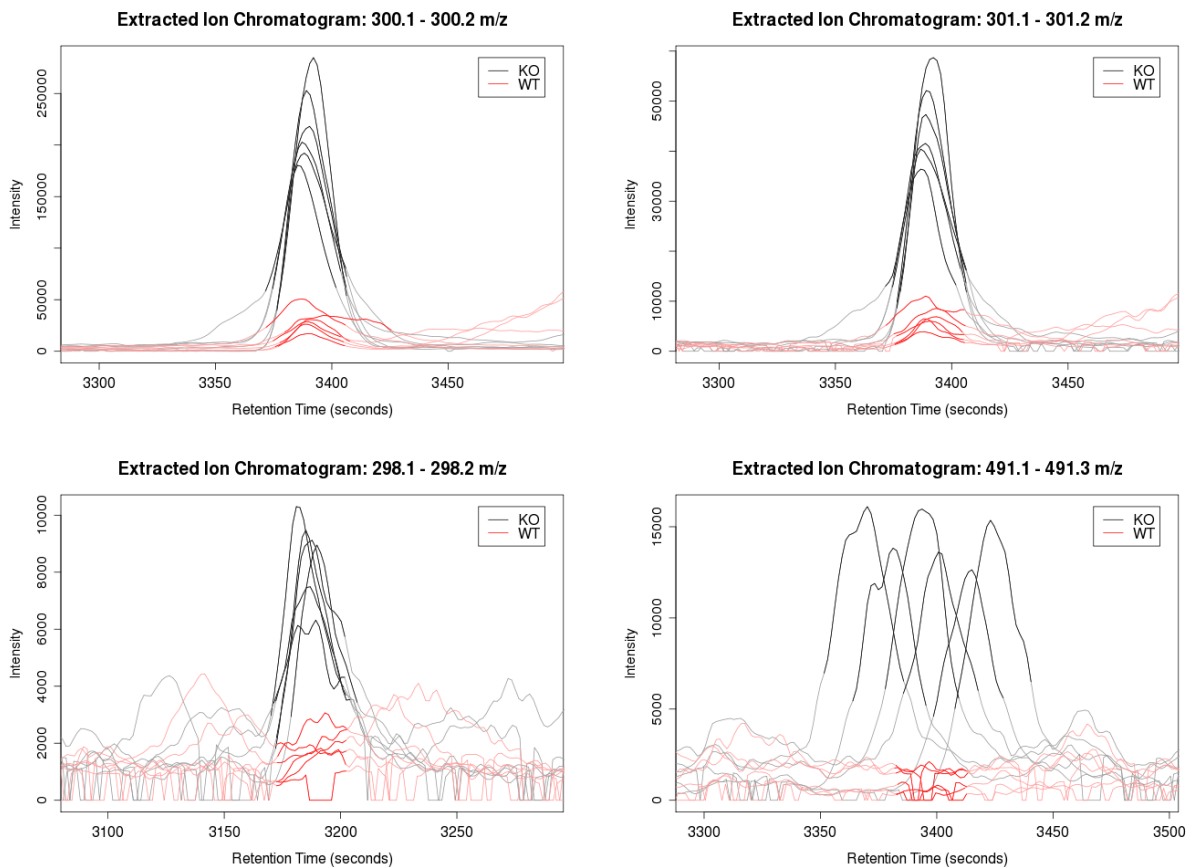 Extracted Ion Chromatogram: 300.1 - 300.2 m/z
KO
WT
Intensity
250000
150000
50000
0
3300 3350 3400 3450
Retention Time (seconds)
Extracted Ion Chromatogram: 301.1 - 301.2 m/z
KO
WT
Intensity
50000
30000
10000
0
3300 3350 3400 3450
Retention Time (seconds)
Extracted Ion Chromatogram: 298.1 - 298.2 m/z
KO
WT
Intensity
10000
8000
6000
4000
2000
0
3100 3150 3200 3250
Retention Time (seconds)
Extracted Ion Chromatogram: 491.1 - 491.3 m/z
KO
WT
Intensity
15000
10000
5000
0
3300 3350 3400 3450 3500
Retention Time (seconds)